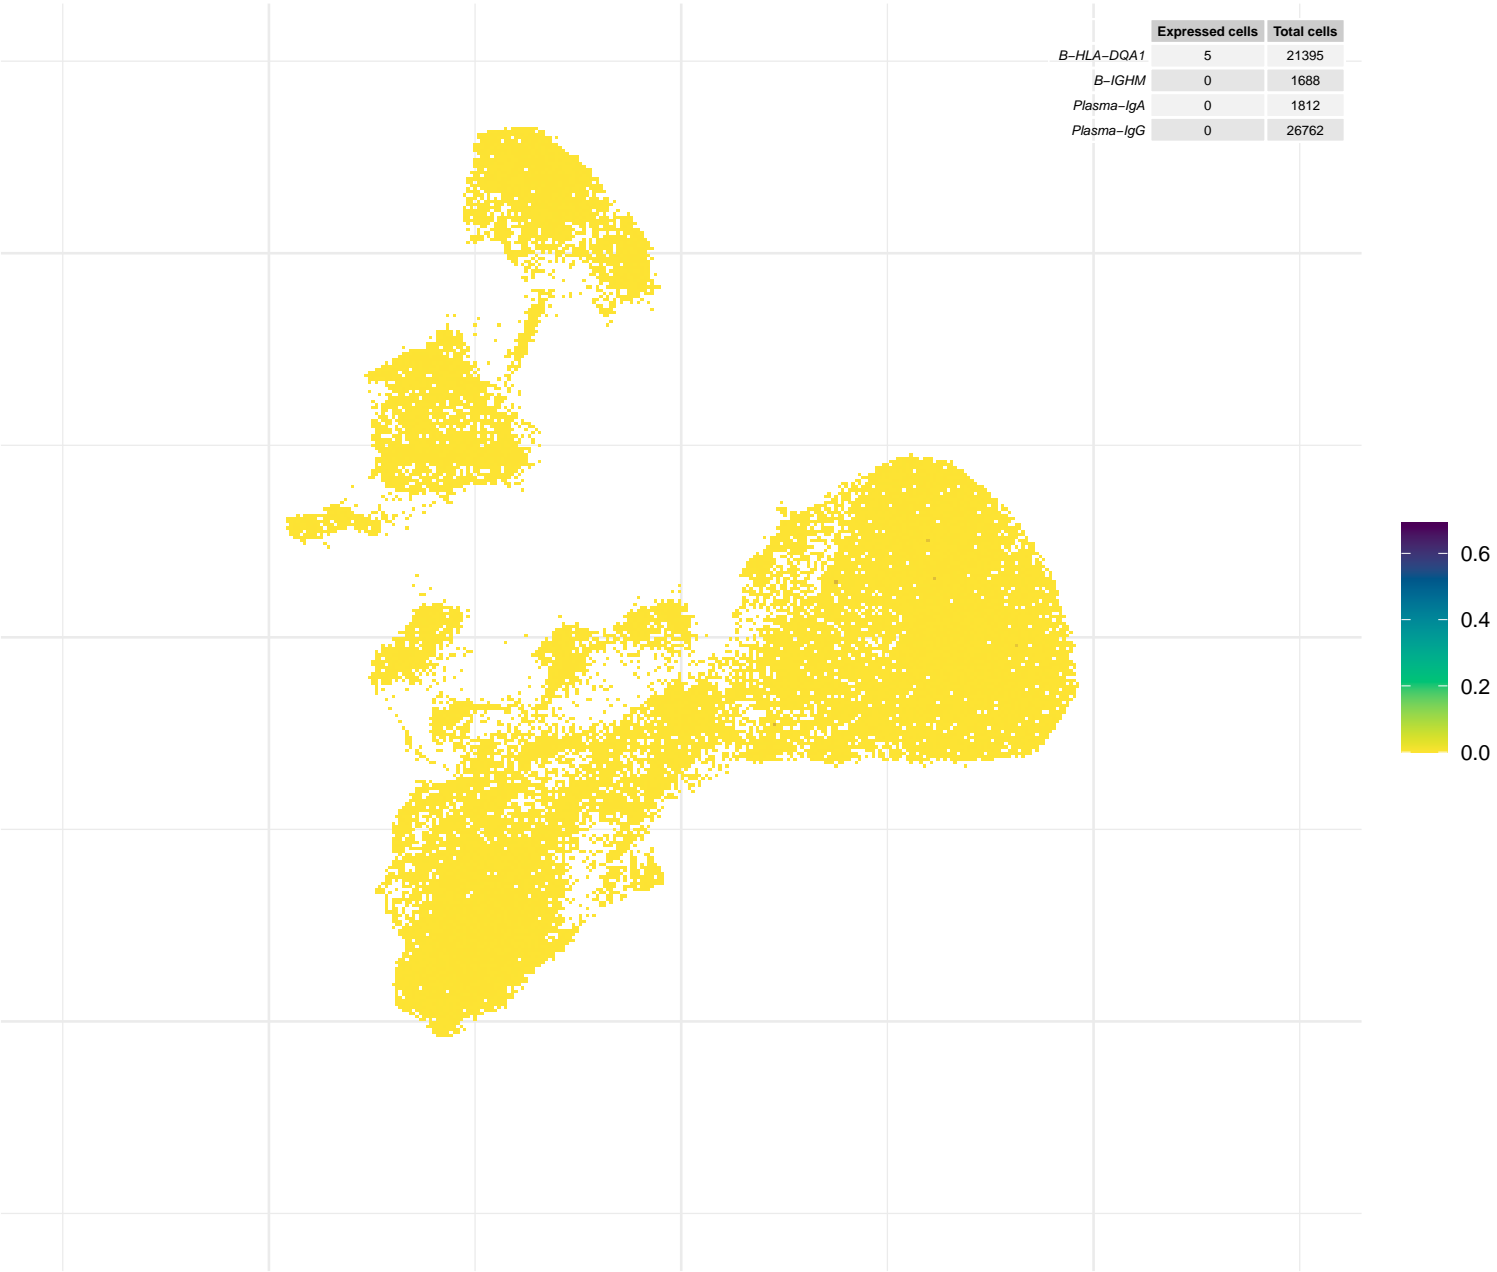 Expressed cells Total cells
B−HLA−DQA1 5 21395
B−IGHM 0 1688
Plasma−IgA 0 1812
Plasma−IgG 0 26762
0.6
0.4
0.2
0.0